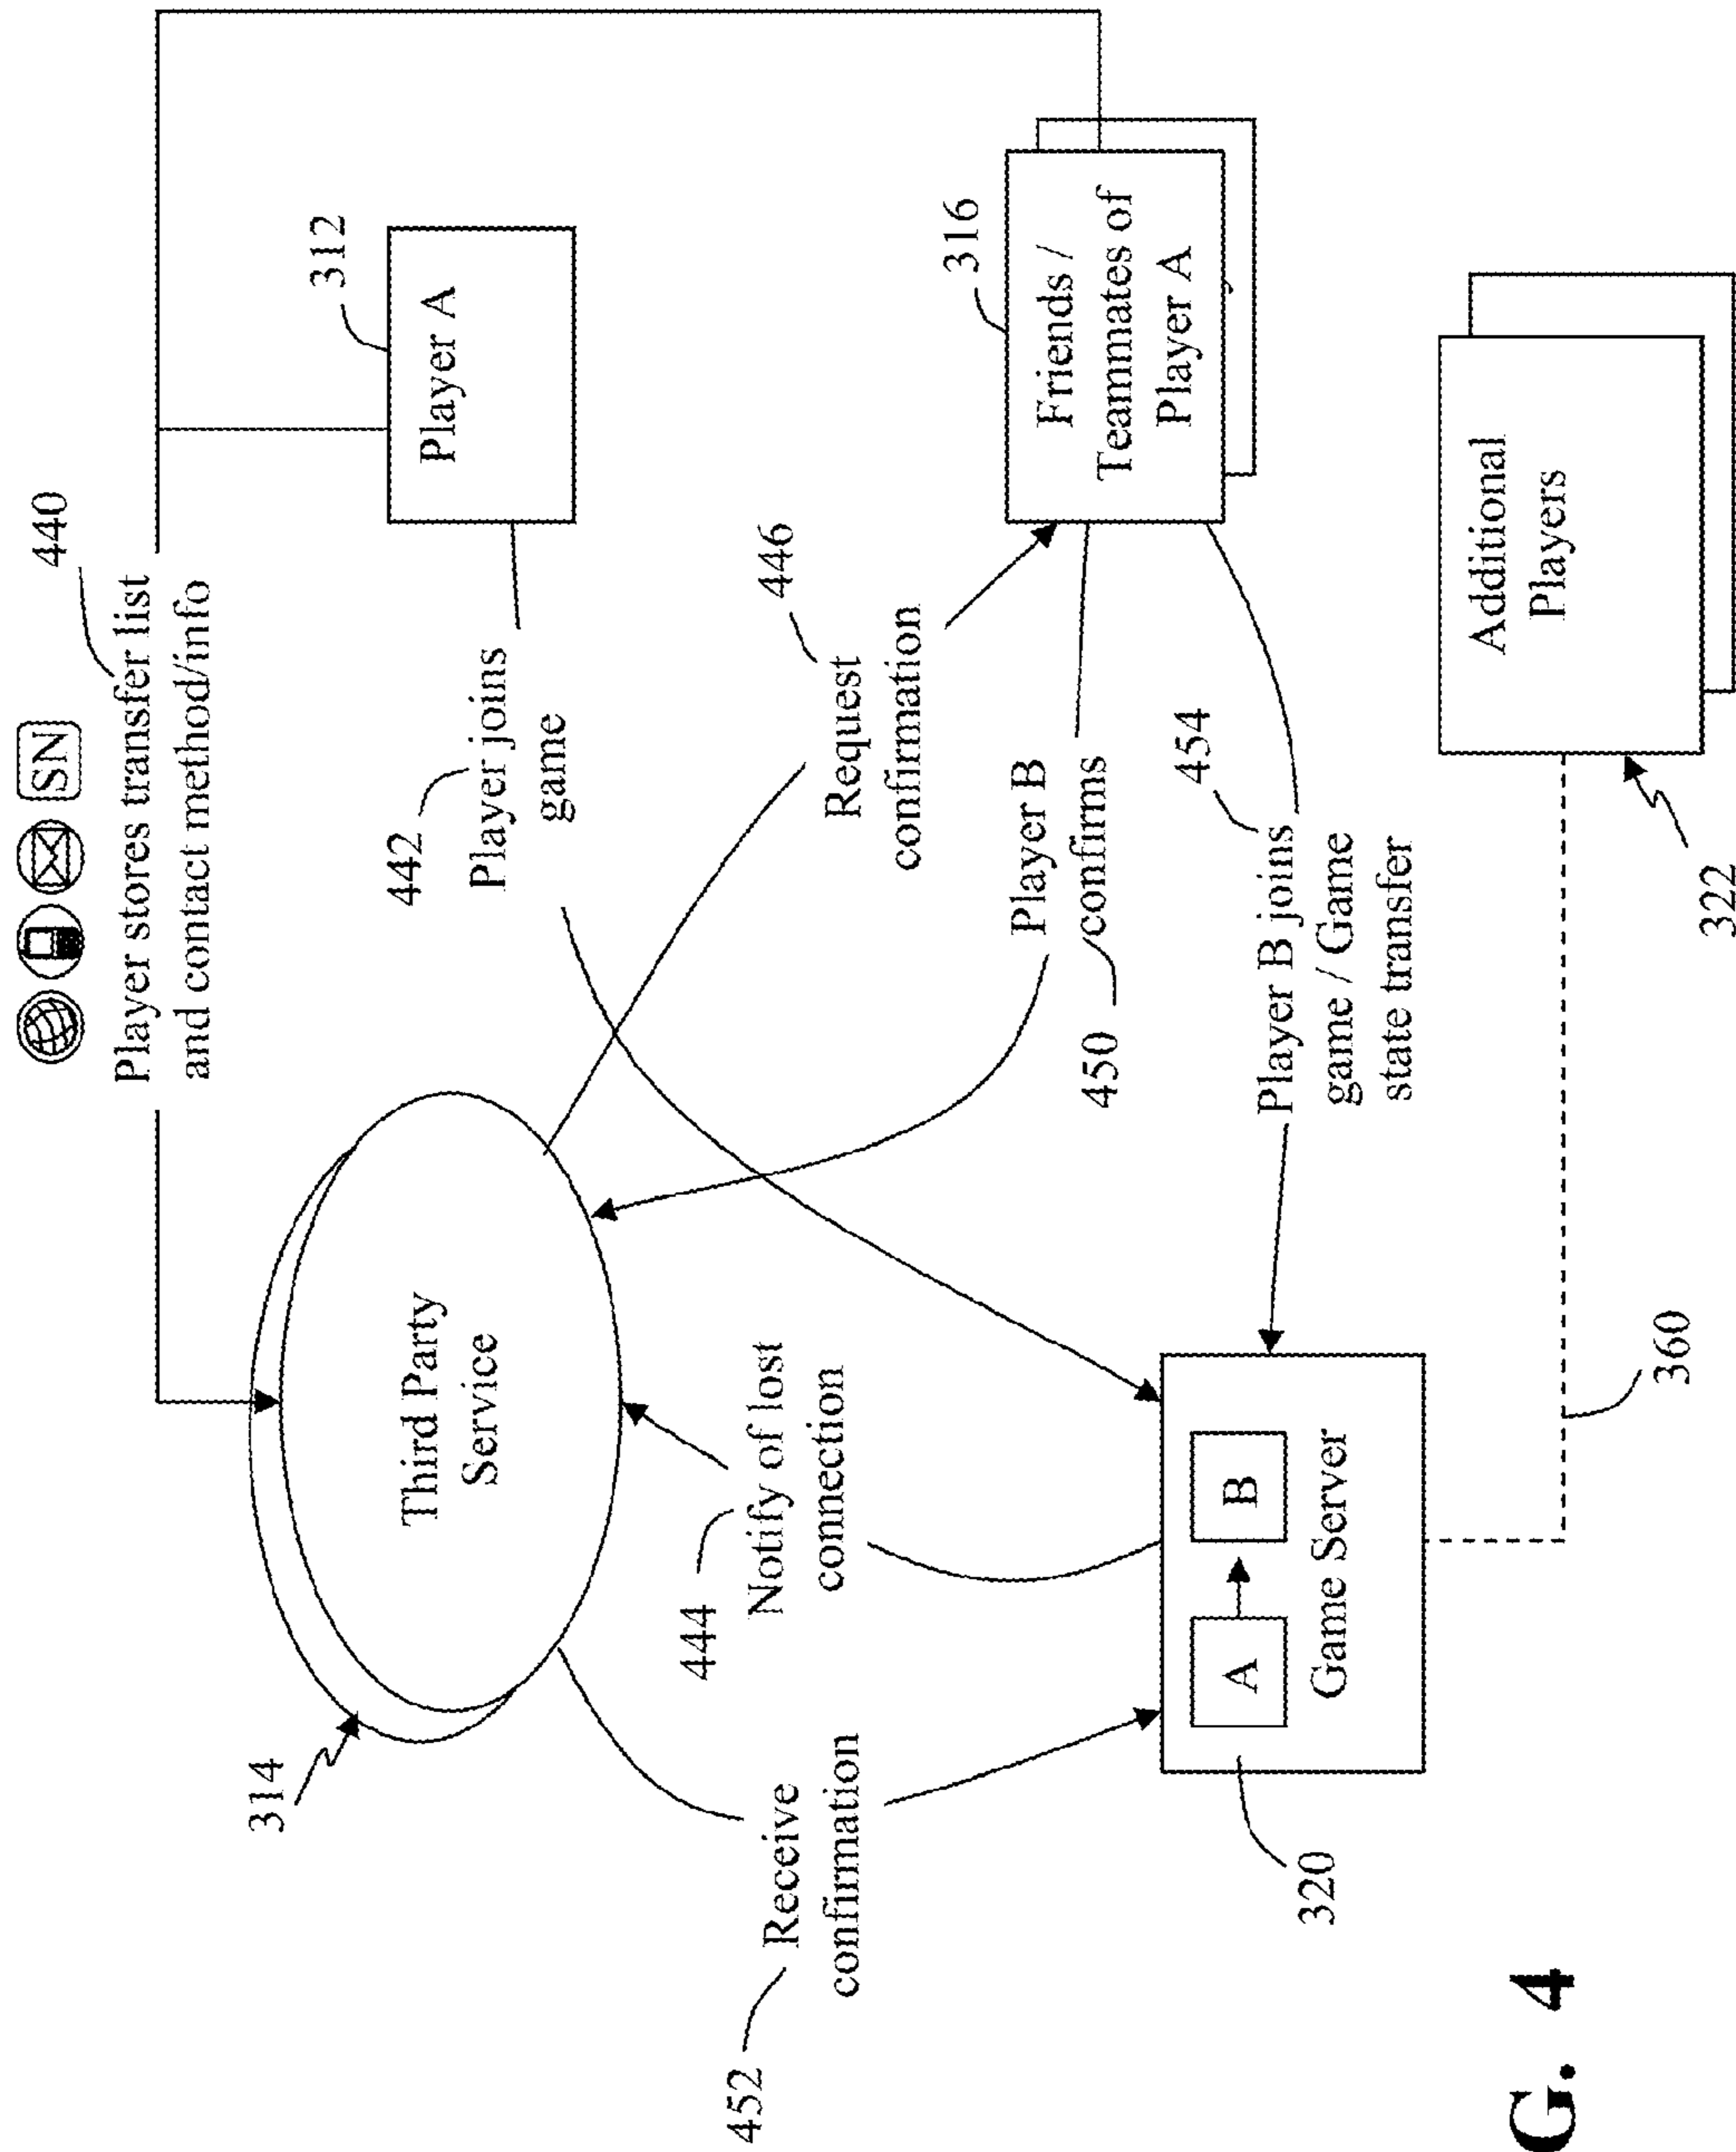 440
SN
Player stores transfer list
and contact method/info
312
Player A
442
Player joins
game
314
Third Party
Service
446
Request
confirmation
316
Friends /
Teammates of
Player A
Player B
confirms
450
444
Notify of lost
connection
452
Receive
confirmation
454
Player B joins
game / Game
state transfer
320
A
B
Game Server
360
Additional
Players
322
G. 4